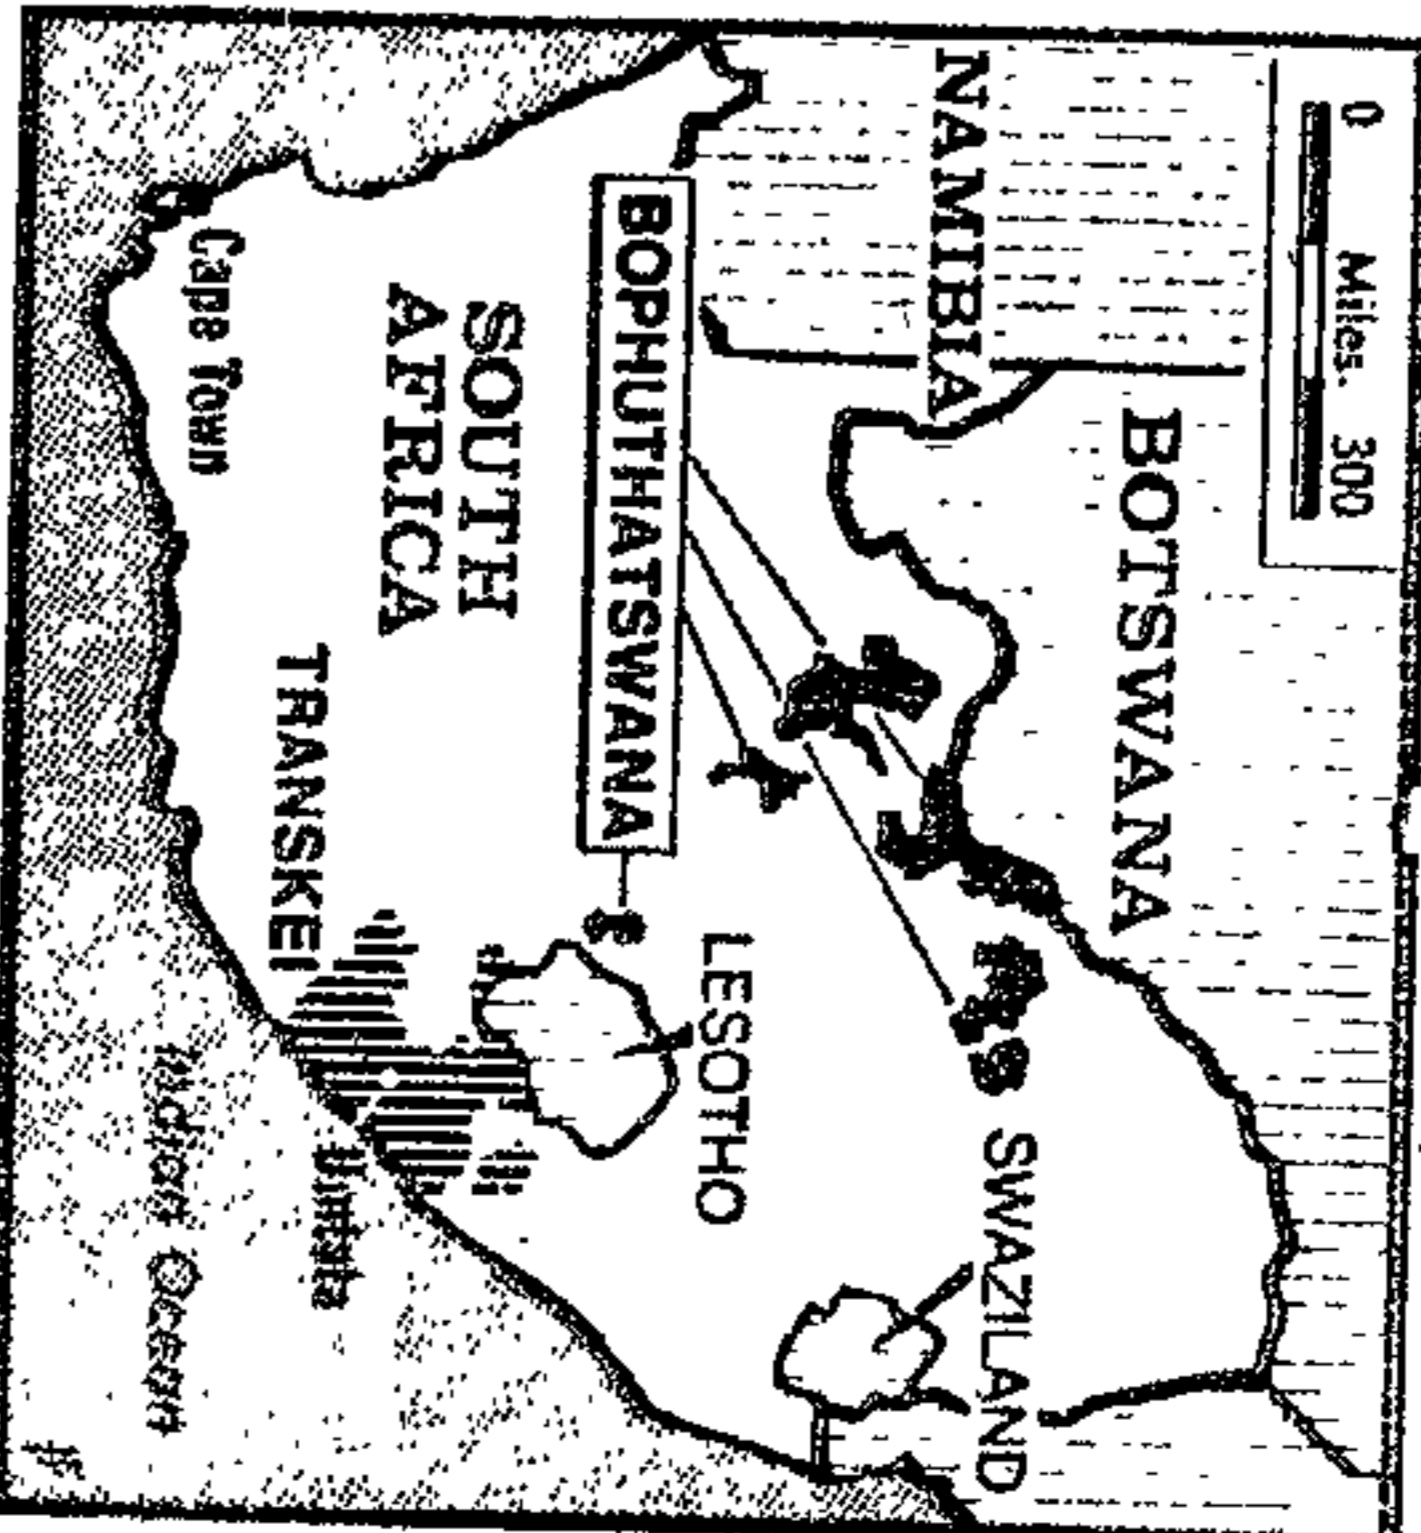 0 Miles. 300
NAMIBIA
BOTSWANA
BOPHUTHATSWANA
SOUTH
AFRICA
Cape Town
SWAZILAND
LESOTHO
TRANSKEI
Umtata
Indian Ocean